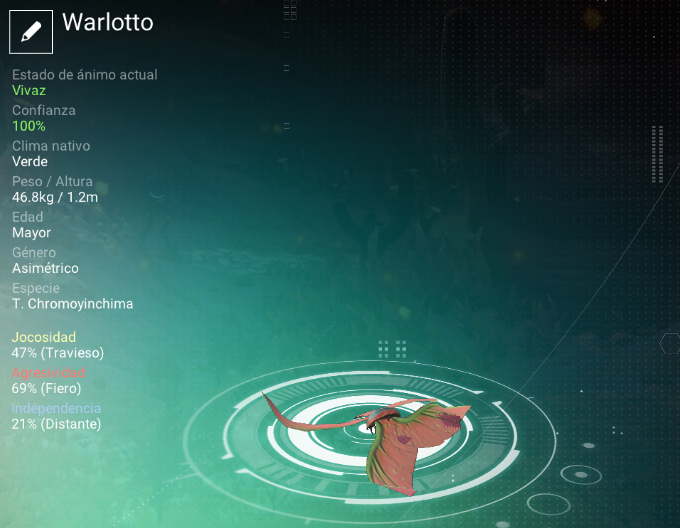 Warlotto
Estado de ánimo actual
Vivaz
Confianza
100%
Clima nativo
Verde
Peso / Altura
46.8kg / 1.2m
Edad
Mayor
Género
Asimétrico
Especie
T. Chromoyinchima
Jocosidad
47% (Travieso)
Agresividad
69% (Fiero)
Independencia
21% (Distante)